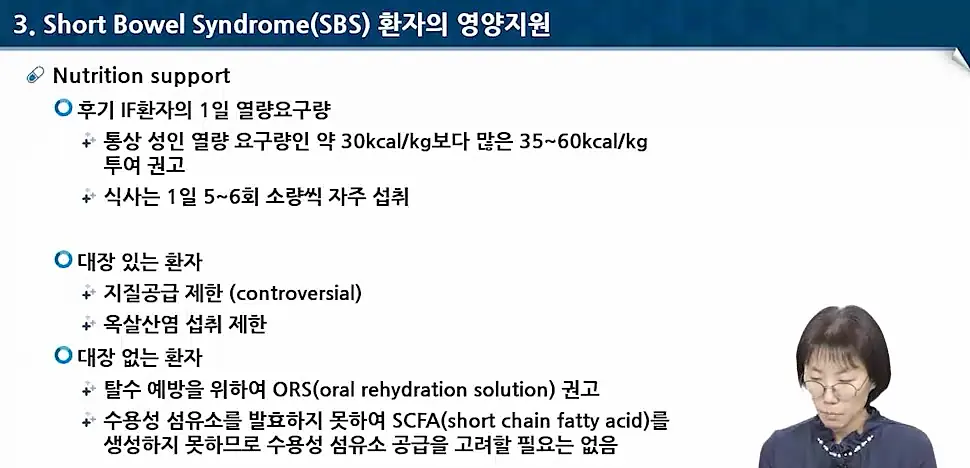 3. Short Bowel Syndrome(SBS) 환자의 영양지원
Nutrition support
후기 IF환자의 1일 열량요구량
통상 성인 열량 요구량인 약 30kcal/kg보다 많은 35~60kcal/kg
투여 권고
식사는 1일 5~6회 소량씩 자주 섭취
대장 있는 환자
지질공급 제한 (controversial)
옥살산염 섭취 제한
대장 없는 환자
탈수 예방을 위하여 ORS(oral rehydration solution) 권고
수용성 섬유소를 발효하지 못하여 SCFA(short chain fatty acid)를
생성하지 못하므로 수용성 섬유소 공급을 고려할 필요는 없음